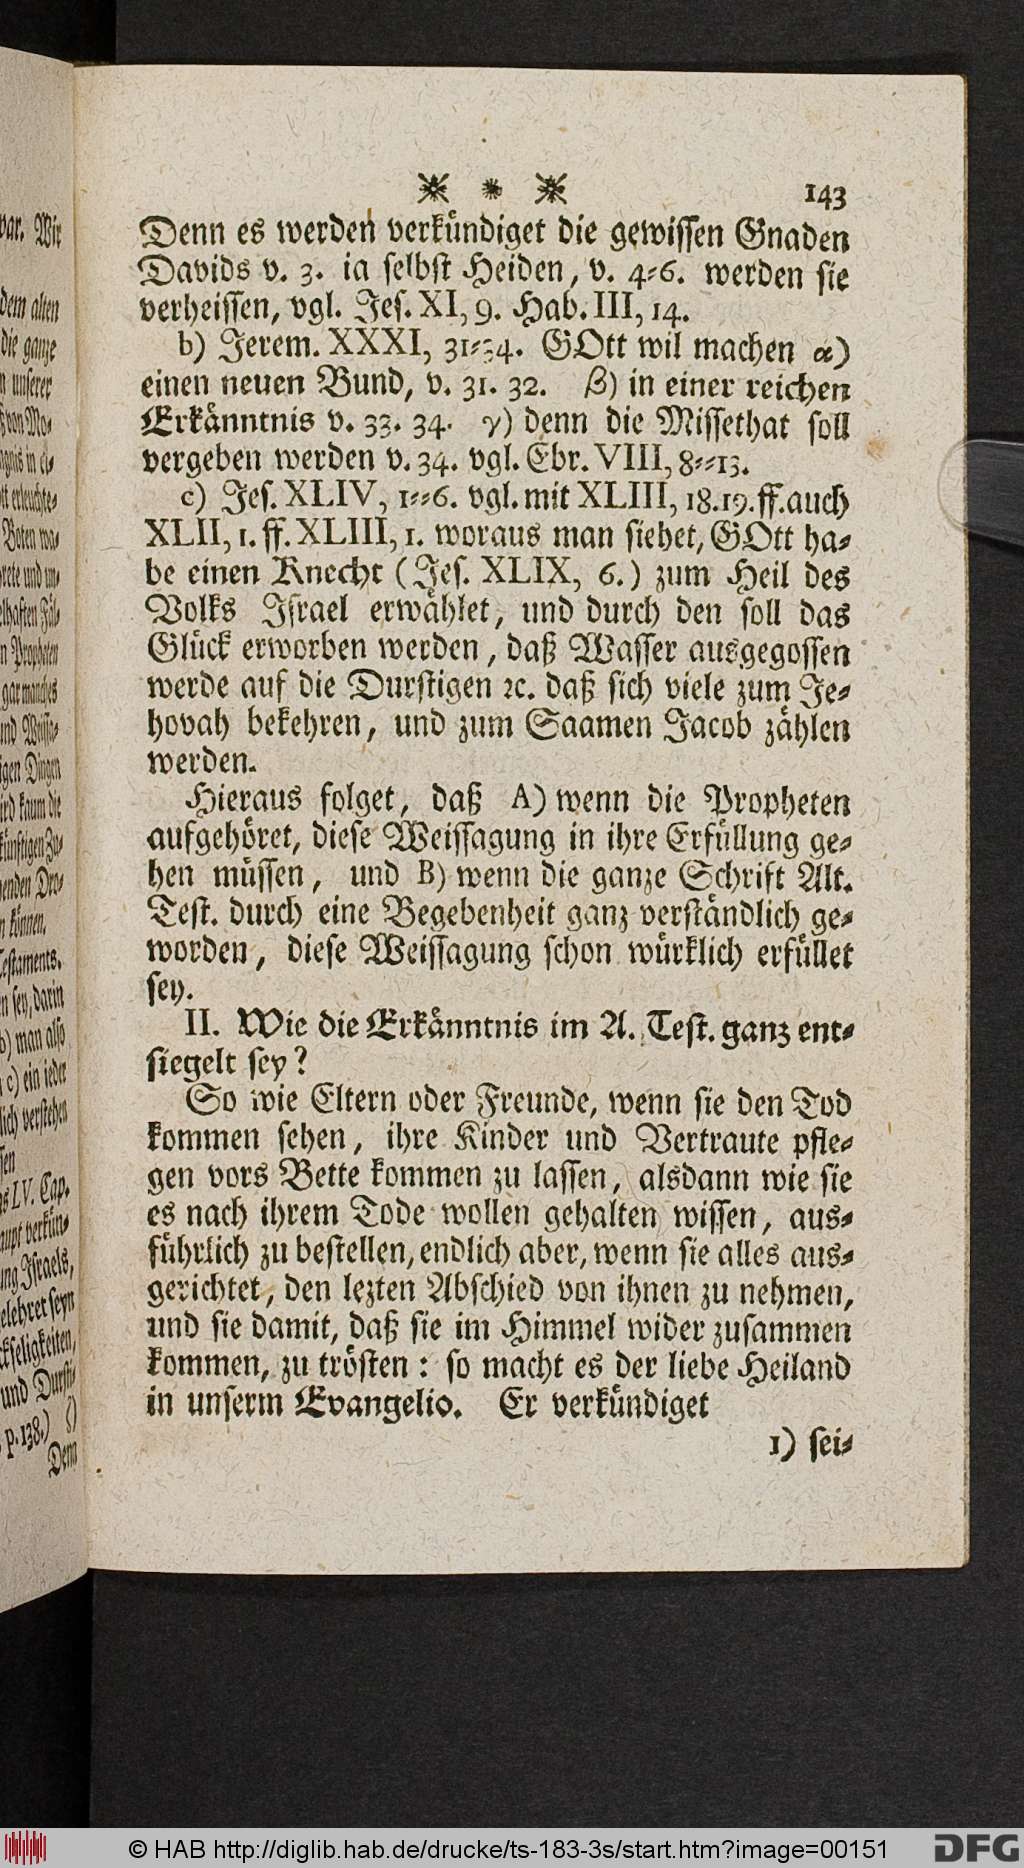 143
Denn es werden verkündiget die gewissen Gnaden
Davids v. 3. ia selbst Heiden, v. 4-6. werden sie
verheissen, vgl. Jes. XI, 9. Hab. III, 14.
b) Jerem. XXXI, 31-34. GOtt wil machen α)
einen neuen Bund, v. 31. 32. β) in einer reichen
Erkänntnis v. 33. 34. γ) denn die Missethat soll
vergeben werden v. 34. vgl. Ebr. VIII, 8--13.
c) Jes. XLIV, 1--6. vgl. mit XLIII, 18.19. ff. auch
XLII, 1. ff. XLIII, 1. woraus man siehet, GOtt ha-
be einen Knecht (Jes. XLIX, 6.) zum Heil des
Volks Israel erwählet, und durch den soll das
Glück erworben werden, daß Wasser ausgegossen
werde auf die Durstigen ꝛc. daß sich viele zum Je-
hovah bekehren, und zum Saamen Jacob zählen
werden.
Hieraus folget, daß A) wenn die Propheten
aufgehöret, diese Weissagung in ihre Erfüllung ge-
hen müssen, und B) wenn die ganze Schrift Alt.
Test. durch eine Begebenheit ganz verständlich ge-
worden, diese Weissagung schon würklich erfüllet
sey.
II. Wie die Erkänntnis im A. Test. ganz ent-
siegelt sey?
So wie Eltern oder Freunde, wenn sie den Tod
kommen sehen, ihre Kinder und Vertraute pfle-
gen vors Bette kommen zu lassen, alsdann wie sie
es nach ihrem Tode wollen gehalten wissen, aus-
führlich zu bestellen, endlich aber, wenn sie alles aus-
gerichtet, den lezten Abschied von ihnen zu nehmen,
und sie damit, daß sie im Himmel wider zusammen
kommen, zu trösten: so macht es der liebe Heiland
in unserm Evangelio. Er verkündiget
1) sei-
© HAB http://diglib.hab.de/drucke/ts-183-3s/start.htm?image=00151
DFG